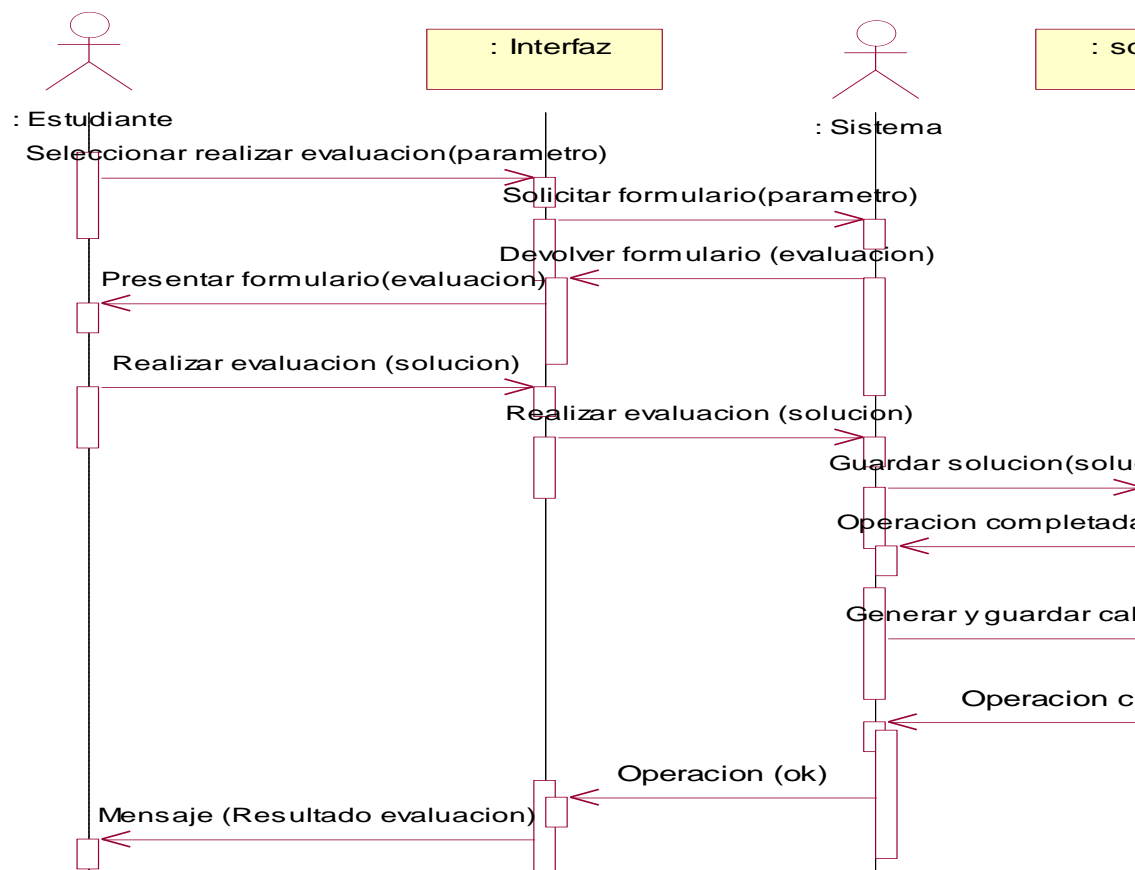 : Interfaz
: so
: Estudiante
: Sistema
Seleccionar realizar evaluacion(parametro)
Solicitar formulario(parametro)
Devolver formulario (evaluacion)
Presentar formulario(evaluacion)
Realizar evaluacion (solucion)
Realizar evaluacion (solucion)
Guardar solucion(soluc
Operacion completada
Generar y guardar cal
Operacion c
Operacion (ok)
Mensaje (Resultado evaluacion)